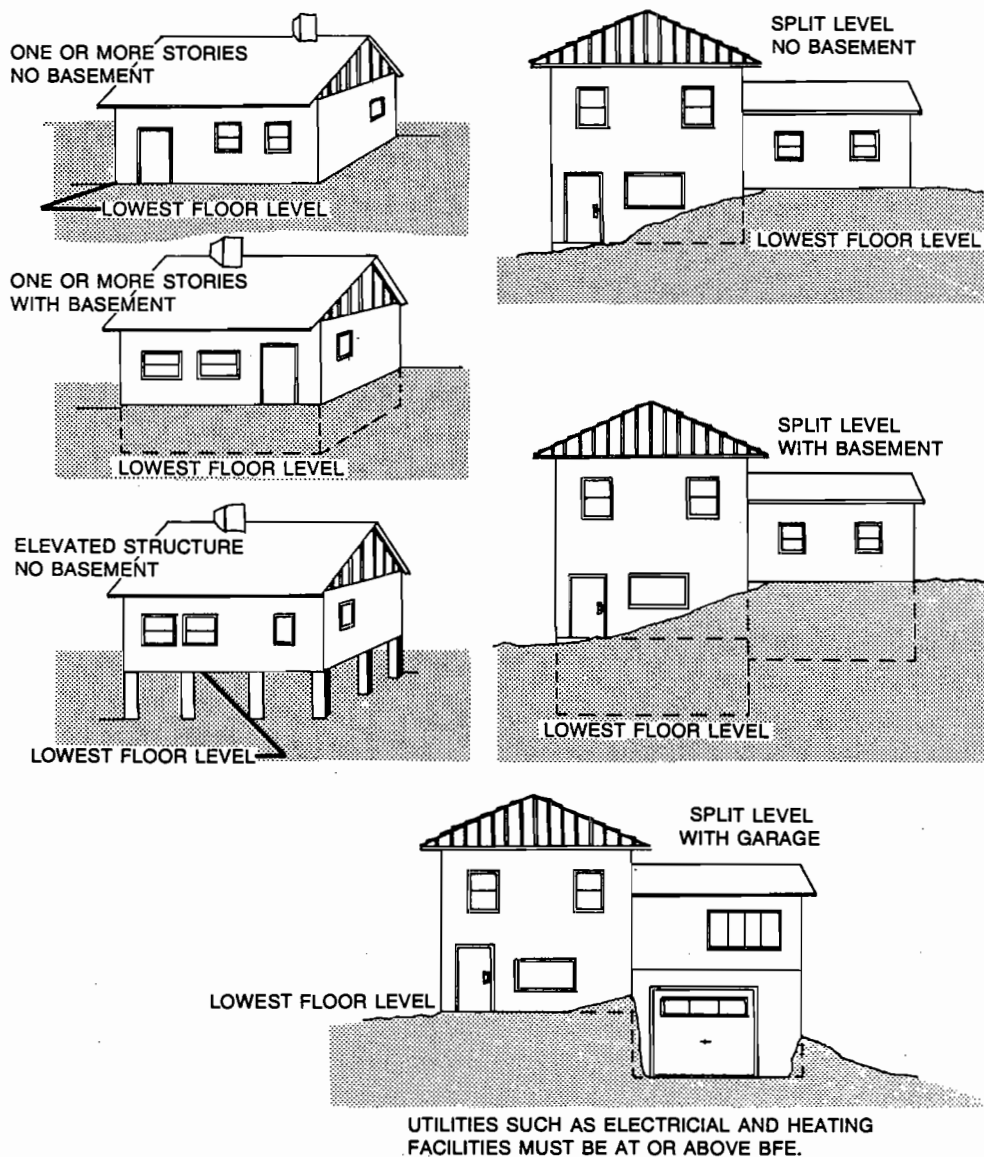 ONE OR MORE STORIES
NO BASEMENT
LOWEST FLOOR LEVEL
ONE OR MORE STORIES
WITH BASEMENT
LOWEST FLOOR LEVEL
ELEVATED STRUCTURE
NO BASEMENT
LOWEST FLOOR LEVEL
SPLIT LEVEL
NO BASEMENT
LOWEST FLOOR LEVEL
SPLIT LEVEL
WITH BASEMENT
LOWEST FLOOR LEVEL
SPLIT LEVEL
WITH GARAGE
LOWEST FLOOR LEVEL
UTILITIES SUCH AS ELECTRICIAL AND HEATING
FACILITIES MUST BE AT OR ABOVE BFE.